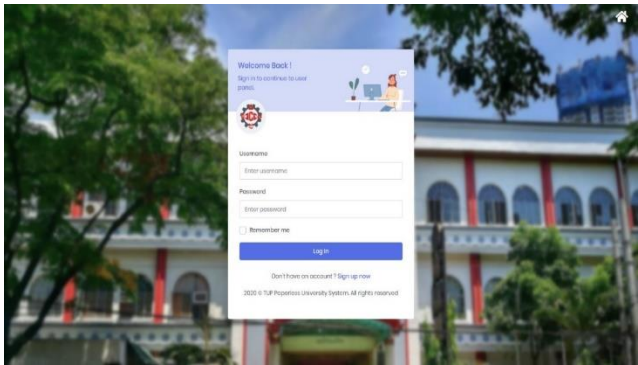 Welcome Back !
Sign in to continue to user
panel.
Username
Enter username
Password
Enter password
Remember me
Log In
Don't have an account ? Sign up now
2020 © TUP Paperless University System. All rights reserved